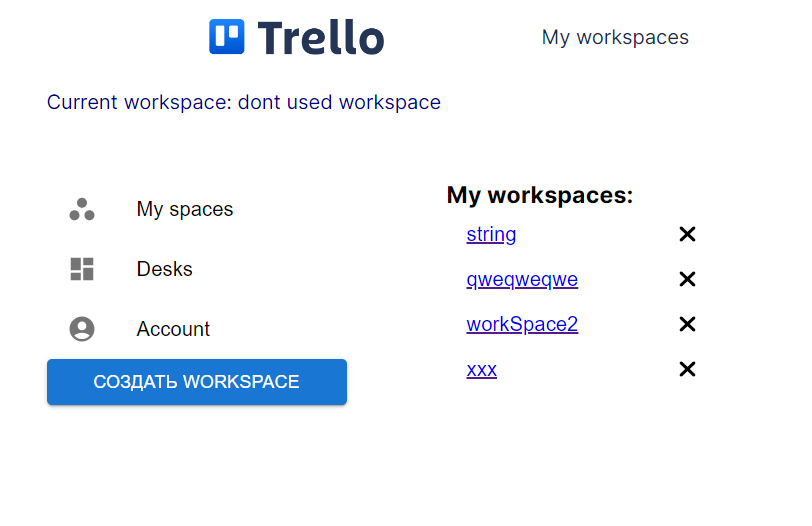 Trello
My workspaces
Current workspace: dont used workspace
My spaces
Desks
Account
СОЗДАТЬ WORKSPACE
My workspaces:
string
qweqweqwe
workSpace2
xxx